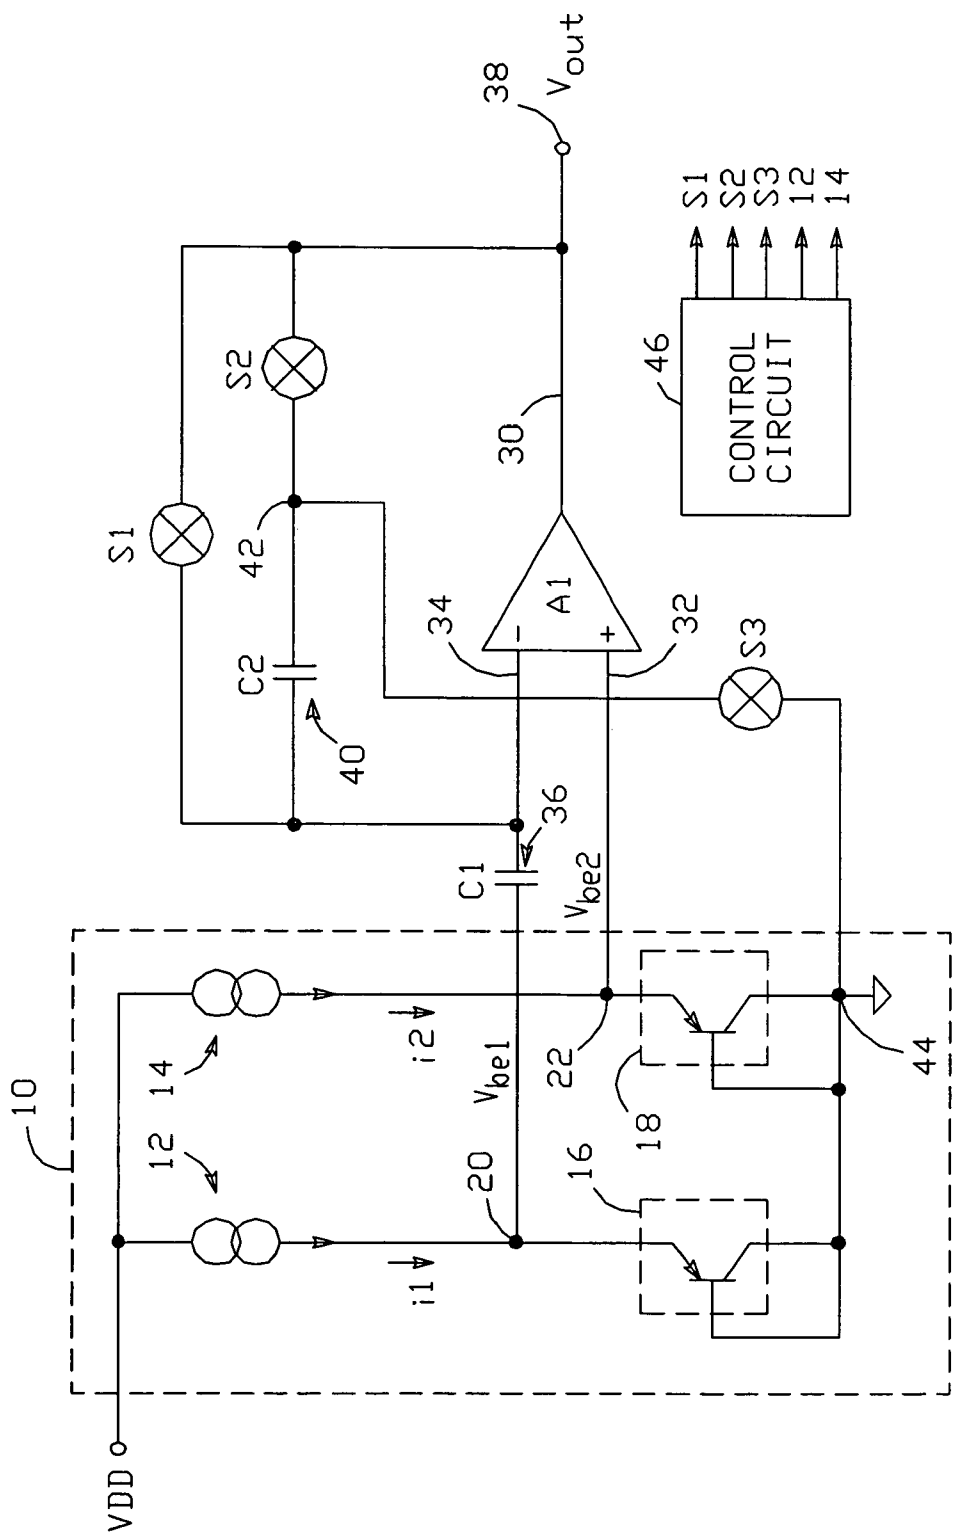 10
VDD
12
14
i1
i2
20
Vbe1
22
Vbe2
16
18
44
C1
36
S1
C2
40
42
S2
34
32
A1
-
+
30
S3
38
Vout
46
CONTROL
CIRCUIT
S1
S2
S3
12
14